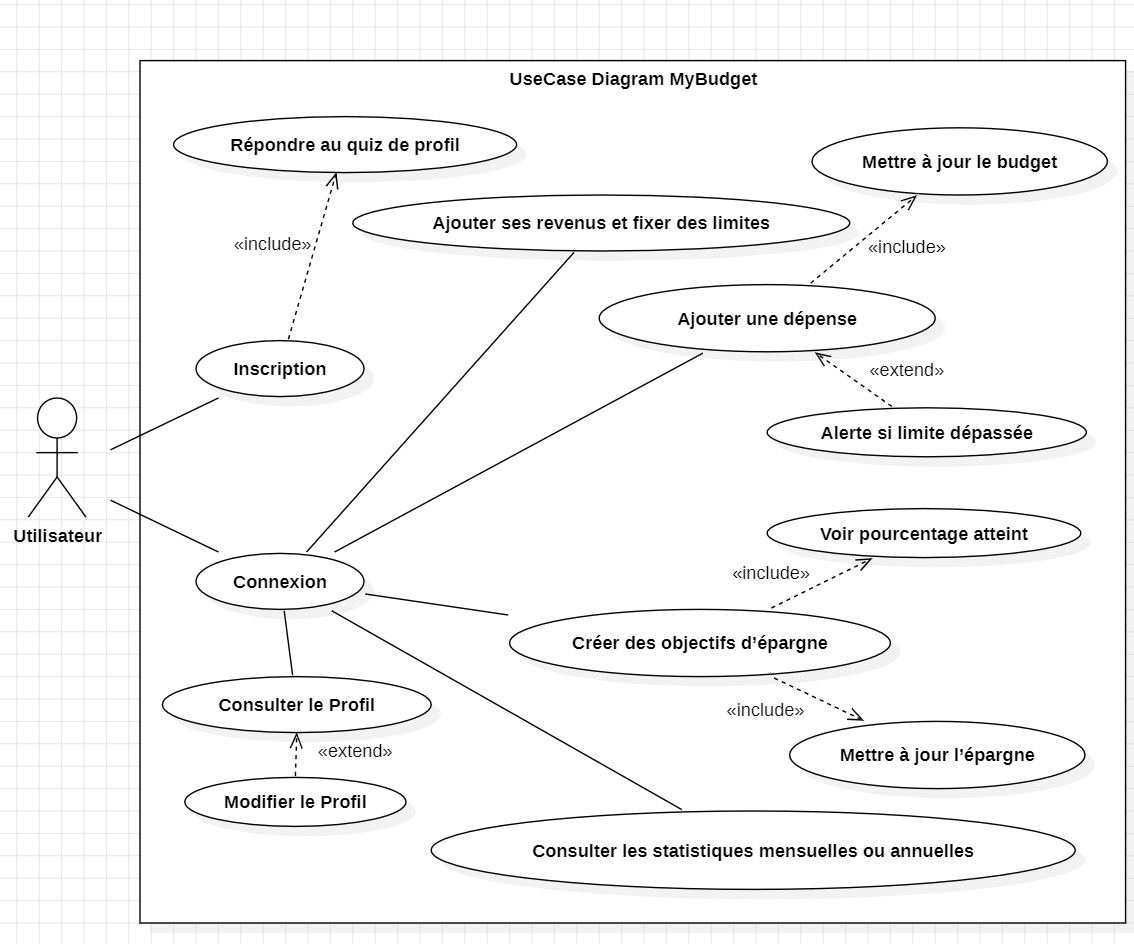 UseCase Diagram MyBudget
Répondre au quiz de profil
Mettre à jour le budget
Ajouter ses revenus et fixer des limites
«include»
«include»
Ajouter une dépense
Inscription
«extend»
Alerte si limite dépassée
Utilisateur
Voir pourcentage atteint
«include»
Connexion
Créer des objectifs d’épargne
Consulter le Profil
«include»
«extend»
Mettre à jour l’épargne
Modifier le Profil
Consulter les statistiques mensuelles ou annuelles